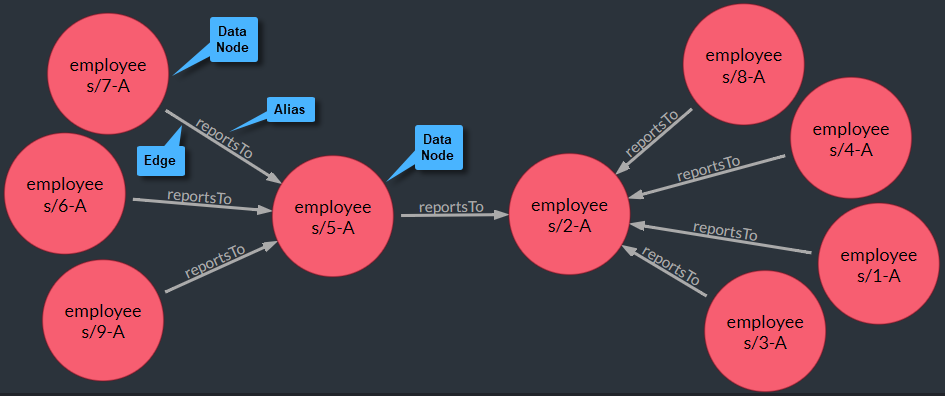 employee
s/7-A
Data
Node
Alias
reportsTo
Edge
employee
s/6-A
reportsTo
employee
s/9-A
reportsTo
employee
s/5-A
Data
Node
reportsTo
employee
s/2-A
employee
s/8-A
reportsTo
employee
s/4-A
reportsTo
employee
s/1-A
reportsTo
employee
s/3-A
reportsTo